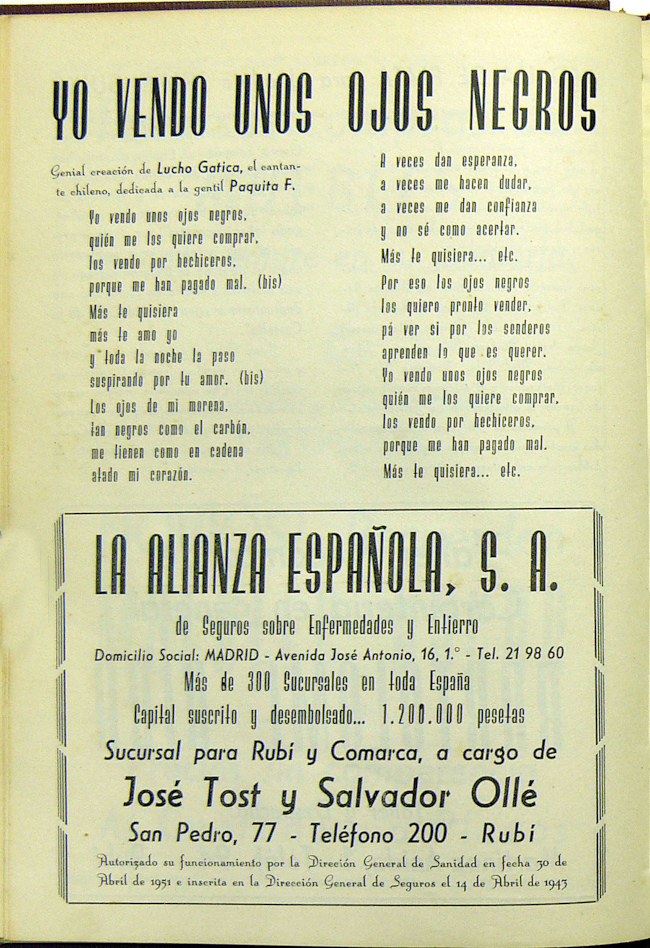 YO VENDO UNOS OJOS NEGROS
Genial creación de Lucho Gatica, el cantan-
te chileno, dedicada a la gentil Paquita F.
Yo vendo unos ojos negros,
quién me los quiere comprar,
los vendo por hechiceros,
porque me han pagado mal. (bis)
Más te quisiera
más te amo yo
y toda la noche la paso
suspirando por tu amor. (bis)
Los ojos de mi morena,
tan negros como el carbón,
me tienen como en cadena
atado mi corazón.
A veces dan esperanza,
a veces me hacen dudar,
a veces me dan confianza
y no sé como acertar.
Más te quisiera... etc.
Por eso los ojos negros
los quiero pronto vender,
pá ver si por los senderos
aprenden lo que es querer.
Yo vendo unos ojos negros
quién me los quiere comprar,
los vendo por hechiceros,
porque me han pagado mal.
Más te quisiera... etc.
LA ALIANZA ESPAÑOLA, S. A.
de Seguros sobre Enfermedades y Entierro
Domicilio Social: MADRID - Avenida José Antonio, 16, 1.° - Tel. 21 98 60
Más de 300 Sucursales en toda España
Capital suscrito y desembolsado... 1.200.000 pesetas
Sucursal para Rubí y Comarca, a cargo de
José Tost y Salvador Ollé
San Pedro, 77 - Teléfono 200 - Rubí
Autorizado su funcionamiento por la Direción General de Sanidad en fecha 30 de
Abril de 1951 e inscrita en la Dirección General de Seguros el 14 de Abril de 1943